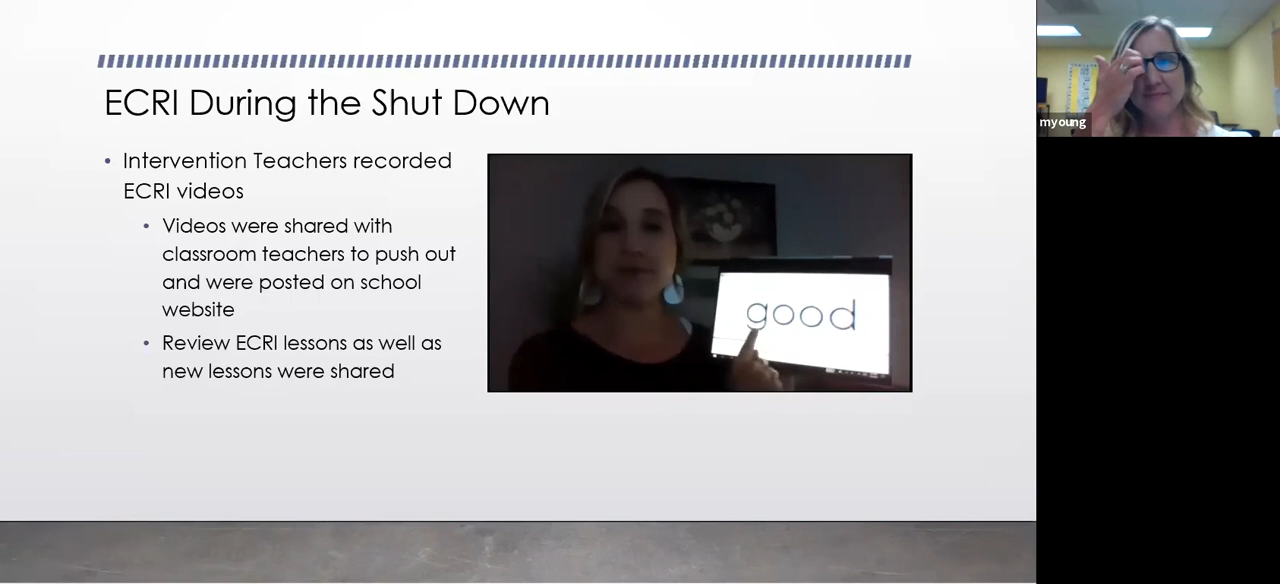 ECRI During the Shut Down
• Intervention Teachers recorded
ECRI videos
• Videos were shared with
classroom teachers to push out
and were posted on school
website
• Review ECRI lessons as well as
new lessons were shared
good
myoung